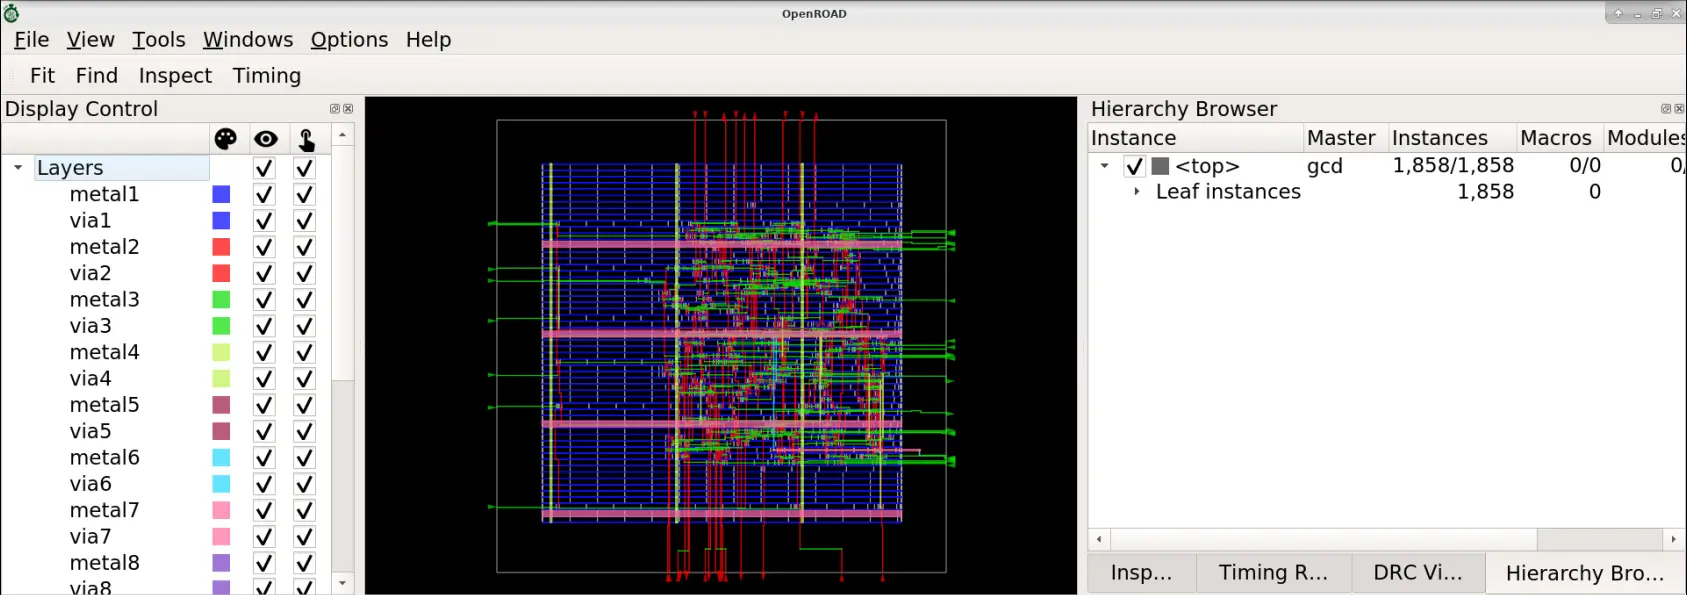 OpenROAD
File View Tools Windows Options Help
Fit Find Inspect Timing
Display Control
Layers
metal1
via1
metal2
via2
metal3
via3
metal4
via4
metal5
via5
metal6
via6
metal7
via7
metal8
via8
Hierarchy Browser
Instance Master Instances Macros Modules
<top> gcd 1,858/1,858 0/0 0/
Leaf instances 1,858 0
Insp... Timing R... DRC Vi... Hierarchy Bro...